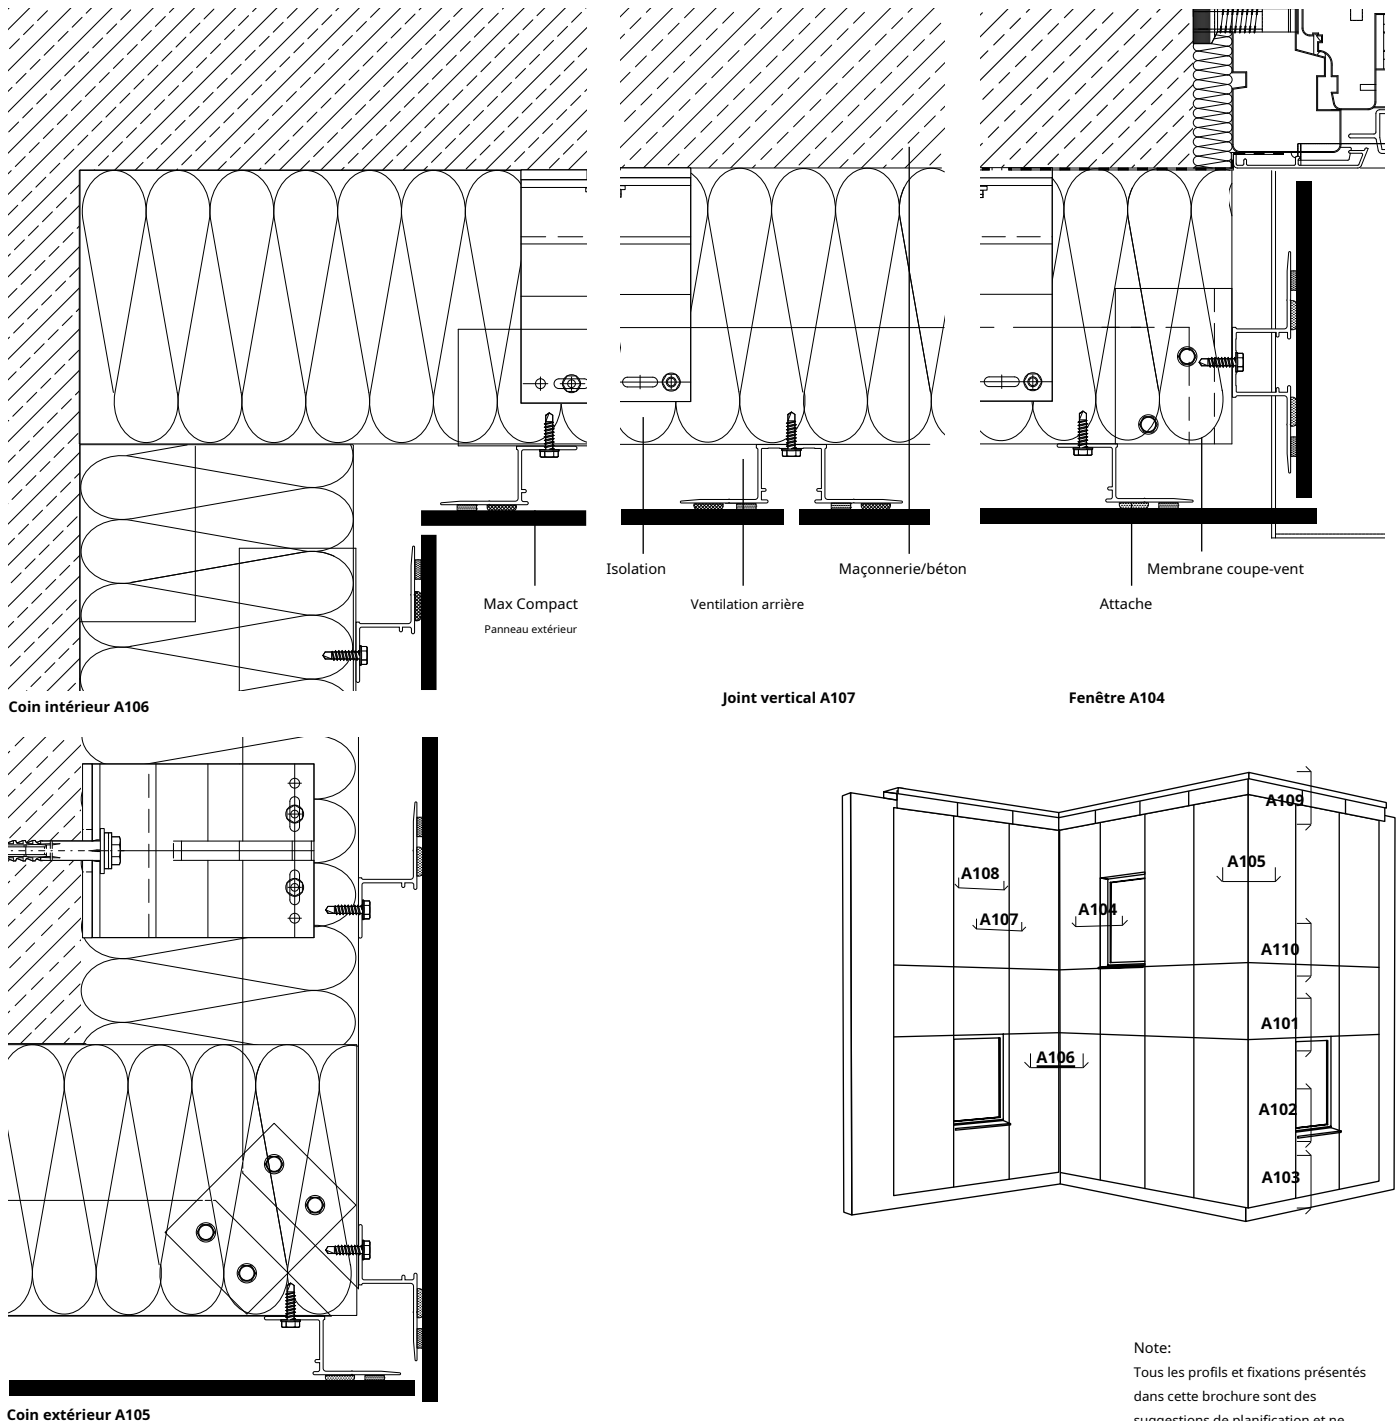 Isolation
Maçonnerie/béton
Membrane coupe-vent
Max Compact
Panneau extérieur
Ventilation arrière
Attache
Coin intérieur A106
Joint vertical A107
Fenêtre A104
A109
A105
A108
A107
A104
A110
A101
A106
A102
A103
Note:
Tous les profils et fixations présentés
dans cette brochure sont des
suggestions de planification et ne
Coin extérieur A105